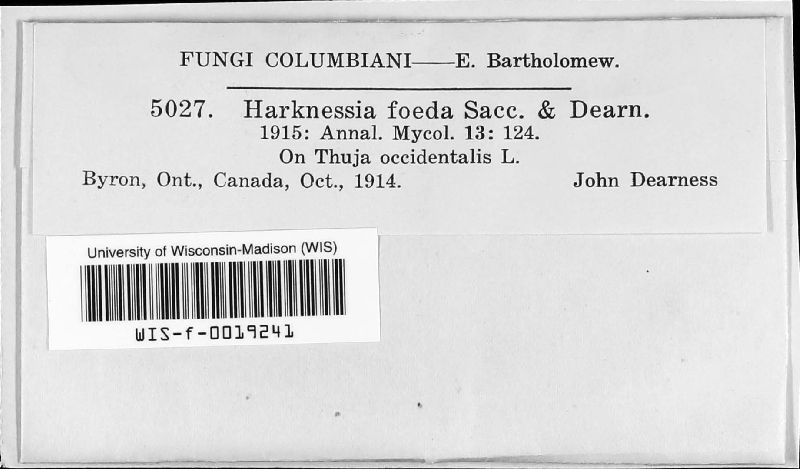 FUNGI COLUMBIANI——E. Bartholomew.
5027. Harknessia foeda Sacc. & Dearn.
1915: Annal. Mycol. 13: 124.
On Thuja occidentalis L.
Byron, Ont., Canada, Oct., 1914. John Dearness
University of Wisconsin-Madison (WIS)
WIS-f-0019241